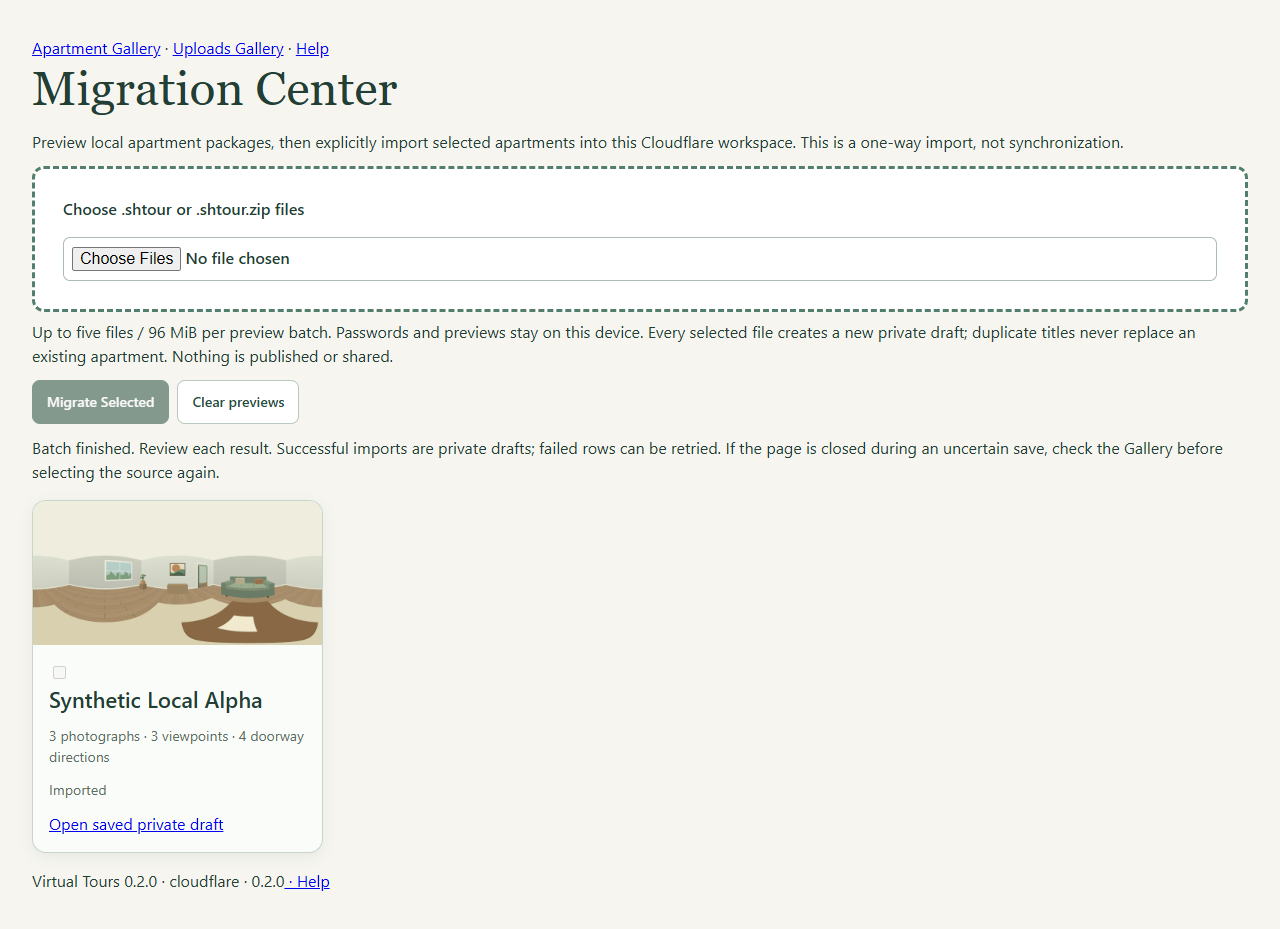 Apartment Gallery · Uploads Gallery · Help
Migration Center
Preview local apartment packages, then explicitly import selected apartments into this Cloudflare workspace. This is a one-way import, not synchronization.
Choose .shtour or .shtour.zip files
Choose Files No file chosen
Up to five files / 96 MiB per preview batch. Passwords and previews stay on this device. Every selected file creates a new private draft; duplicate titles never replace an
existing apartment. Nothing is published or shared.
Migrate Selected Clear previews
Batch finished. Review each result. Successful imports are private drafts; failed rows can be retried. If the page is closed during an uncertain save, check the Gallery before
selecting the source again.
Synthetic Local Alpha
3 photographs · 3 viewpoints · 4 doorway
directions
Imported
Open saved private draft
Virtual Tours 0.2.0 · cloudflare · 0.2.0 · Help